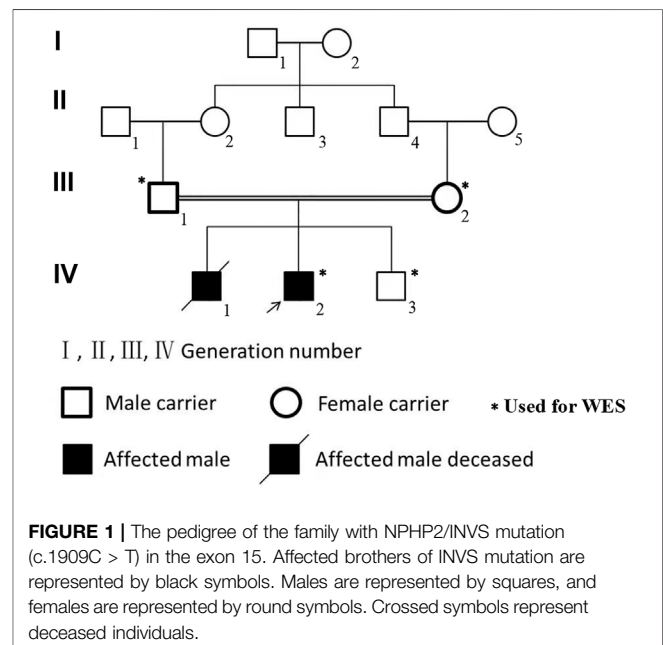 I
1
2
II
1
2
3
4
5
III
*
1
*
2
IV
1
*
2
*
3
Ⅰ, Ⅱ, Ⅲ, Ⅳ Generation number
Male carrier Female carrier * Used for WES
Affected male Affected male deceased
FIGURE 1 | The pedigree of the family with NPHP2/INVS mutation
(c.1909C > T) in the exon 15. Affected brothers of INVS mutation are
represented by black symbols. Males are represented by squares, and
females are represented by round symbols. Crossed symbols represent
deceased individuals.